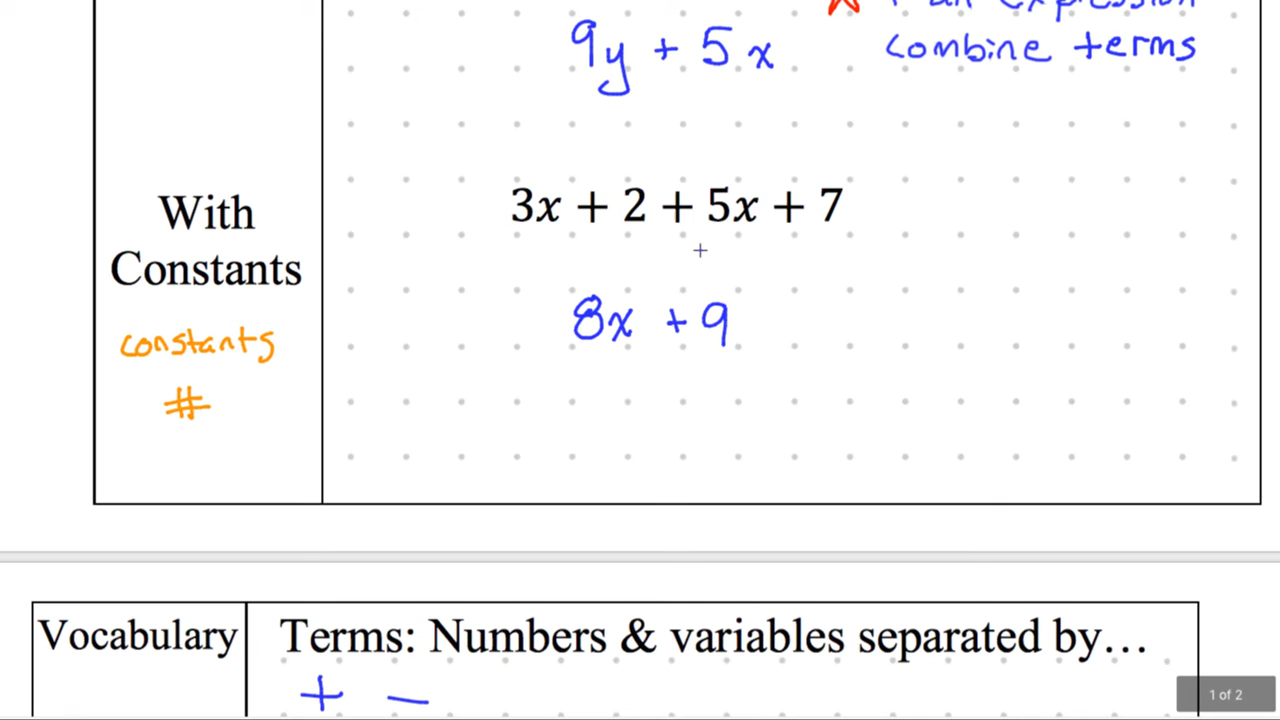 expression
9y + 5x
combine terms
With
Constants
constants
#
3x + 2 + 5x + 7
8x + 9
Vocabulary
Terms: Numbers & variables separated by…
+ −
1 of 2